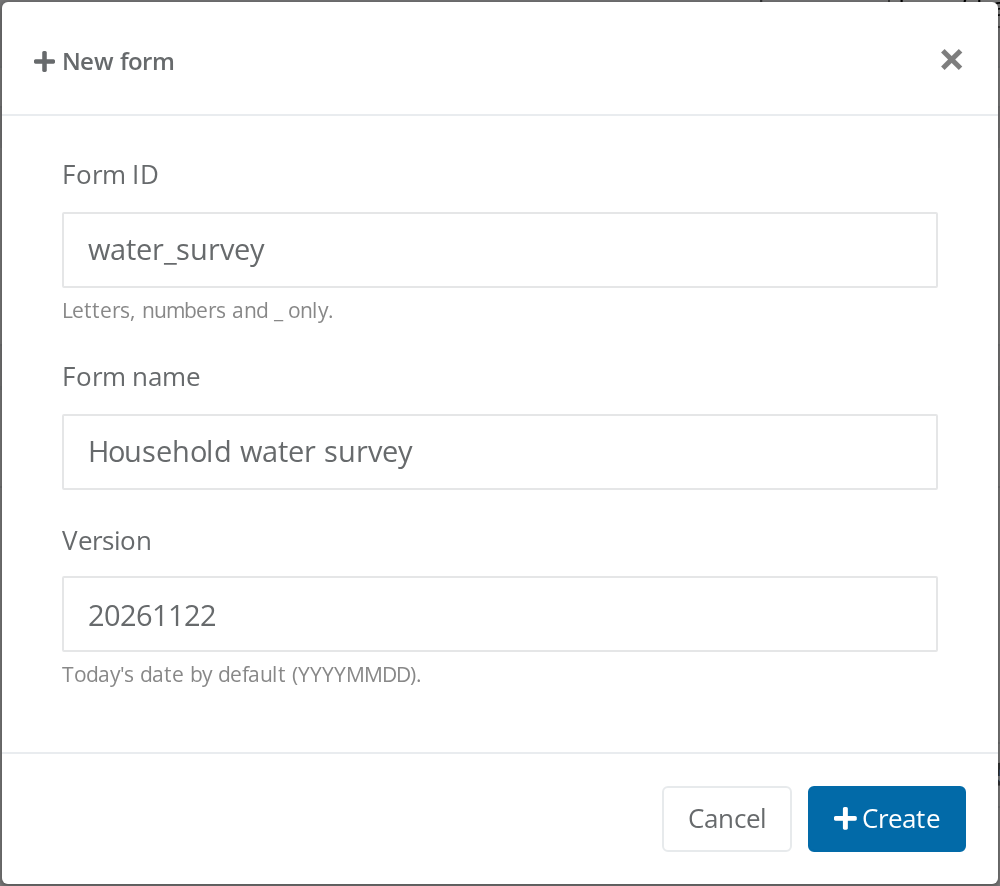 New form
Form ID
water_survey
Letters, numbers and _ only.
Form name
Household water survey
Version
20261122
Today's date by default (YYYYMMDD).
Cancel
Create